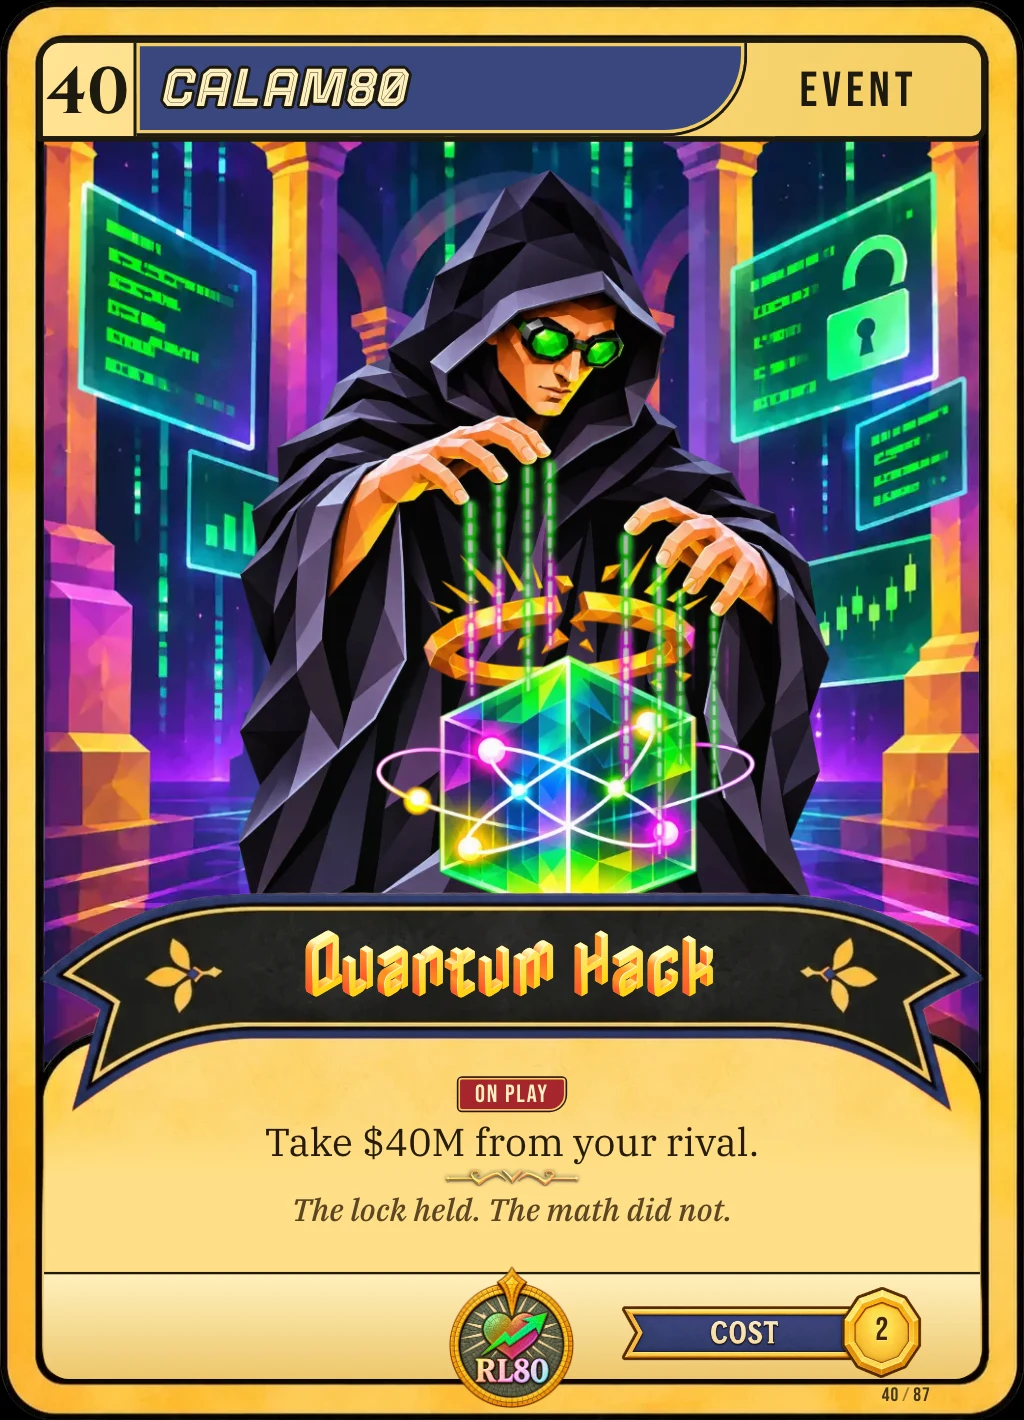 40
CALAM80
EVENT
Quantum Hack
ON PLAY
Take $40M from your rival.
The lock held. The math did not.
RL80
COST
2
40 / 87